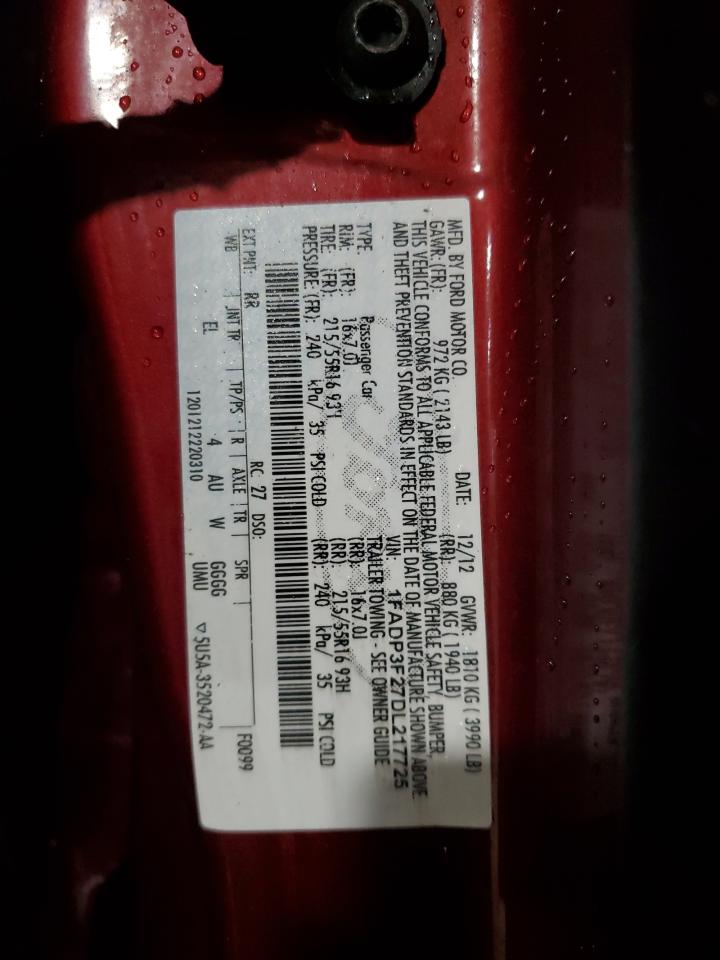 MFD. BY FORD MOTOR CO. DATE: 12/12 GVWR: 1810 KG ( 3990 LB)
GAWR: (FR): 972 KG ( 2143 LB) (RR): 880 KG ( 1940 LB)
THIS VEHICLE CONFORMS TO ALL APPLICABLE FEDERAL MOTOR VEHICLE SAFETY, BUMPER,
AND THEFT PREVENTION STANDARDS IN EFFECT ON THE DATE OF MANUFACTURE SHOWN ABOVE.
VIN: 1FADP3F27DL217725
TYPE: Passenger Car TRAILER TOWING - SEE OWNER GUIDE
RIM: (FR): 16x7.0J (RR): 16x7.0J
TIRE: (FR): 215/55R16 93H (RR) 215/55R16 93H
PRESSURE: (FR): 240 kPa/ 35 PSI COLD (RR): 240 kPa/ 35 PSI COLD
F0099
EXT PNT: RR RC: 27 DSO:
WB INT TR TP/PS R AXLE TR SPR
EL 4 AU W GGGG
UMU
1201212220310 5U5A-3520472-AA